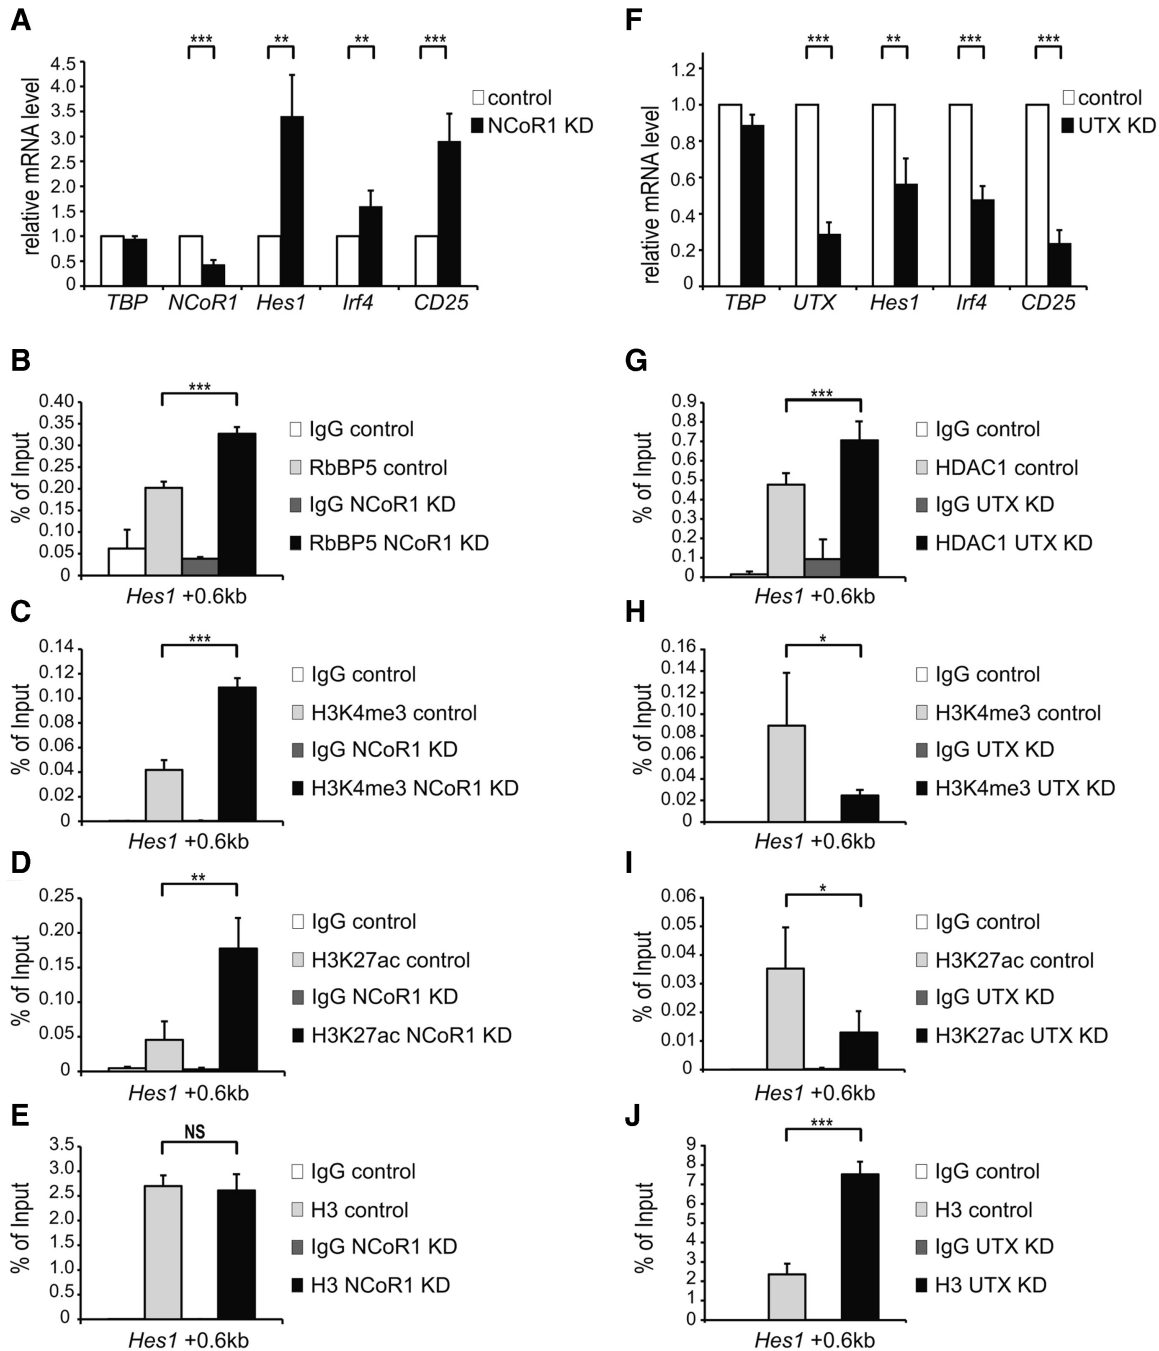 A
*** ** ** ***
relative mRNA level
4.5
4.0
3.5
3.0
2.5
2.0
1.5
1.0
0.5
0
control
NCoR1 KD
TBP NCoR1 Hes1 Irf4 CD25
B
***
% of Input
0.40
0.35
0.30
0.25
0.20
0.15
0.10
0.05
0
IgG control
RbBP5 control
IgG NCoR1 KD
RbBP5 NCoR1 KD
Hes1 +0.6kb
C
***
% of Input
0.14
0.12
0.10
0.08
0.06
0.04
0.02
0
IgG control
H3K4me3 control
IgG NCoR1 KD
H3K4me3 NCoR1 KD
Hes1 +0.6kb
D
**
% of Input
0.25
0.20
0.15
0.10
0.05
0
IgG control
H3K27ac control
IgG NCoR1 KD
H3K27ac NCoR1 KD
Hes1 +0.6kb
E
NS
% of Input
3.5
3.0
2.5
2.0
1.5
1.0
0.5
0
IgG control
H3 control
IgG NCoR1 KD
H3 NCoR1 KD
Hes1 +0.6kb
F
*** ** *** ***
relative mRNA level
1.2
1.0
0.8
0.6
0.4
0.2
0
control
UTX KD
TBP UTX Hes1 Irf4 CD25
G
***
% of Input
0.9
0.8
0.7
0.6
0.5
0.4
0.3
0.2
0.1
0
IgG control
HDAC1 control
IgG UTX KD
HDAC1 UTX KD
Hes1 +0.6kb
H
*
% of Input
0.16
0.14
0.12
0.10
0.08
0.06
0.04
0.02
0
IgG control
H3K4me3 control
IgG UTX KD
H3K4me3 UTX KD
Hes1 +0.6kb
I
*
% of Input
0.06
0.05
0.04
0.03
0.02
0.01
0
IgG control
H3K27ac control
IgG UTX KD
H3K27ac UTX KD
Hes1 +0.6kb
J
***
% of Input
9
8
7
6
5
4
3
2
1
0
IgG control
H3 control
IgG UTX KD
H3 UTX KD
Hes1 +0.6kb